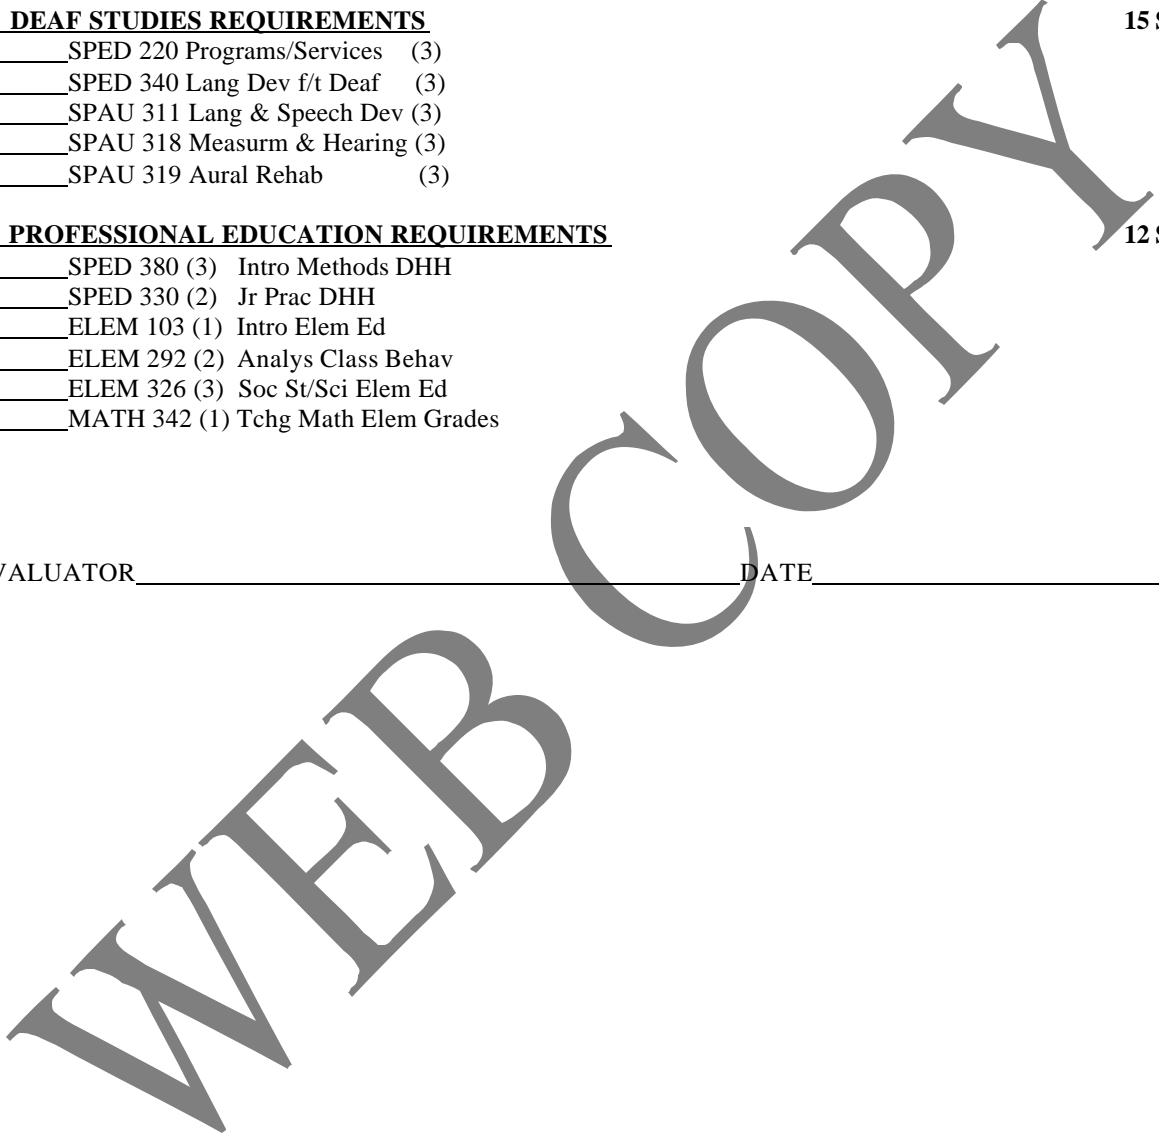 DEAF STUDIES REQUIREMENTS 15 S
SPED 220 Programs/Services (3)
SPED 340 Lang Dev f/t Deaf (3)
SPAU 311 Lang & Speech Dev (3)
SPAU 318 Measurm & Hearing (3)
SPAU 319 Aural Rehab (3)
PROFESSIONAL EDUCATION REQUIREMENTS 12 S
SPED 380 (3) Intro Methods DHH
SPED 330 (2) Jr Prac DHH
ELEM 103 (1) Intro Elem Ed
ELEM 292 (2) Analys Class Behav
ELEM 326 (3) Soc St/Sci Elem Ed
MATH 342 (1) Tchg Math Elem Grades
VALUATOR DATE
WEB COPY